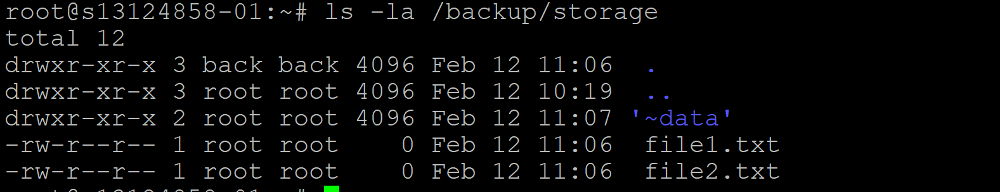 root@s13124858-01:~# ls -la /backup/storage
total 12
drwxr-xr-x 3 back back 4096 Feb 12 11:06  .
drwxr-xr-x 3 root root 4096 Feb 12 10:19  ..
drwxr-xr-x 2 root root 4096 Feb 12 11:07 '~data'
-rw-r--r-- 1 root root    0 Feb 12 11:06  file1.txt
-rw-r--r-- 1 root root    0 Feb 12 11:06  file2.txt